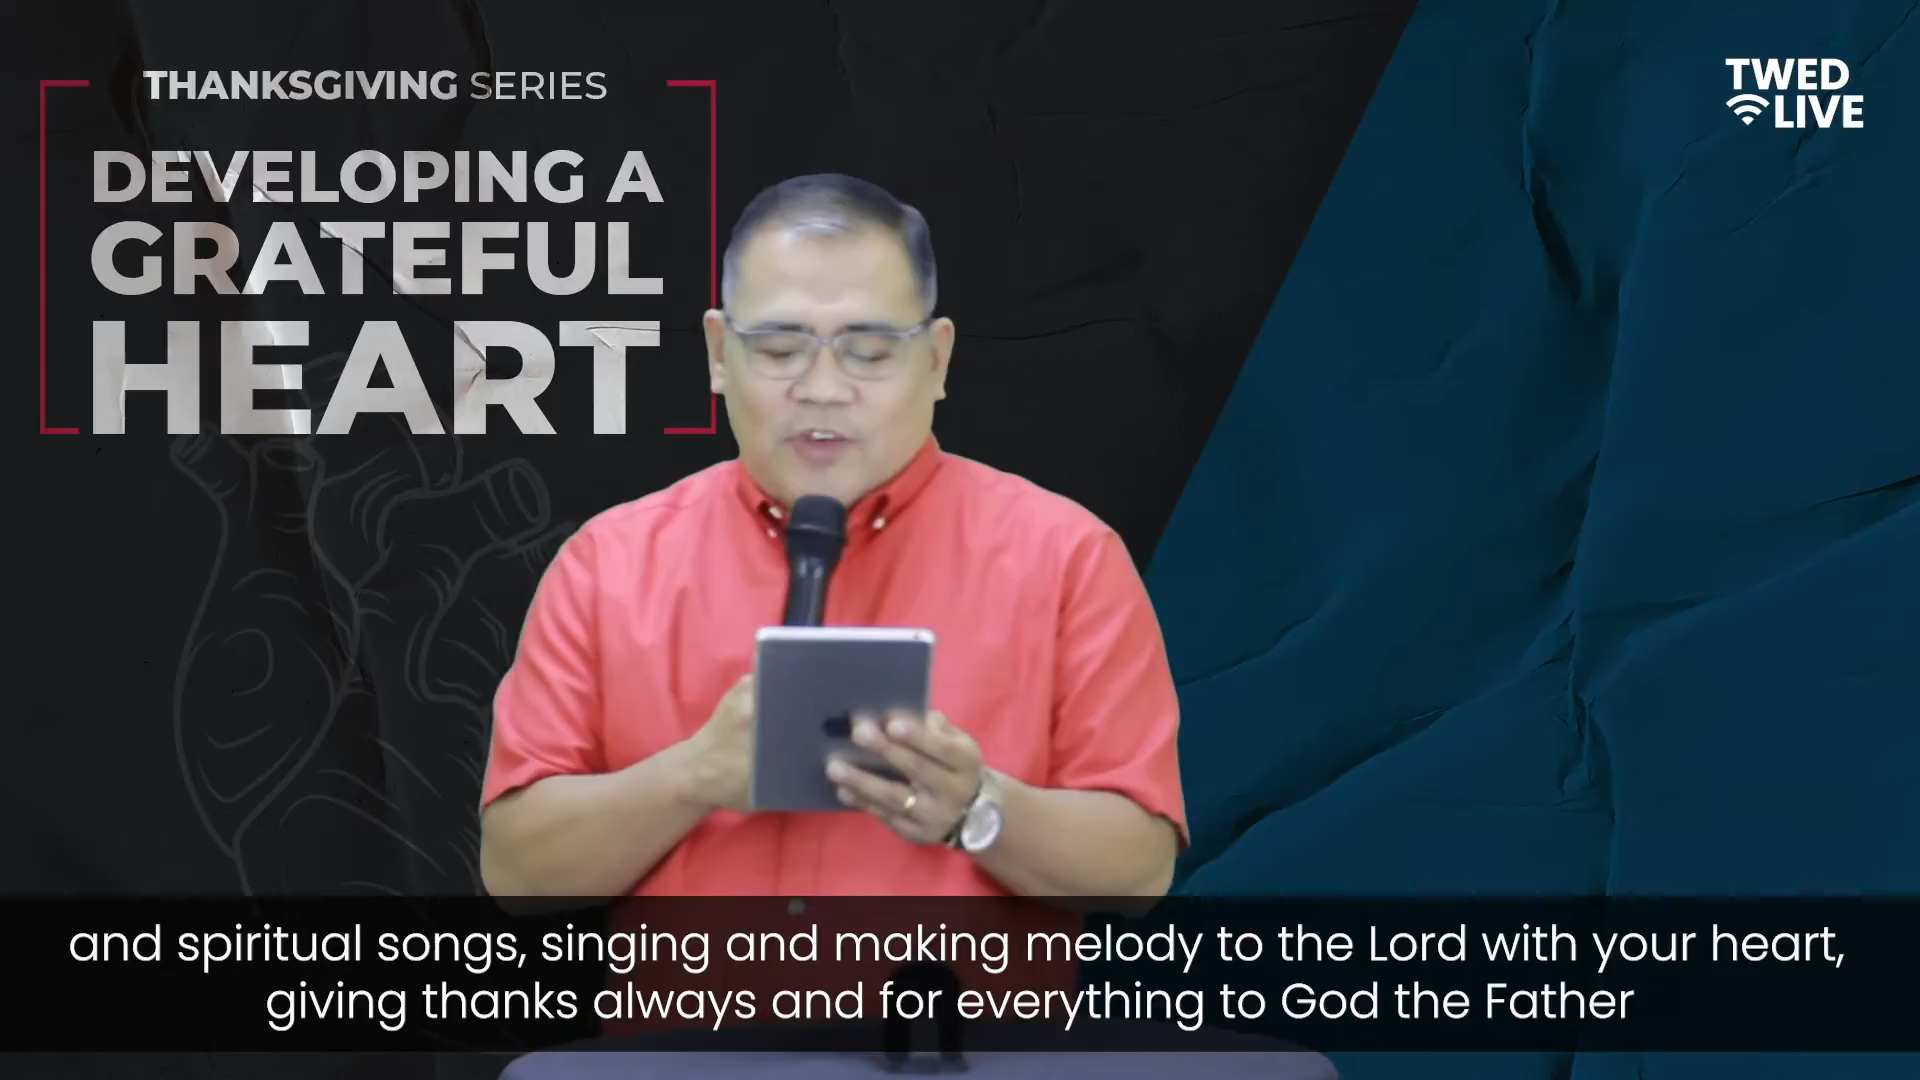 THANKSGIVING SERIES
DEVELOPING A
GRATEFUL
HEART
TWED
LIVE
and spiritual songs, singing and making melody to the Lord with your heart,
giving thanks always and for everything to God the Father